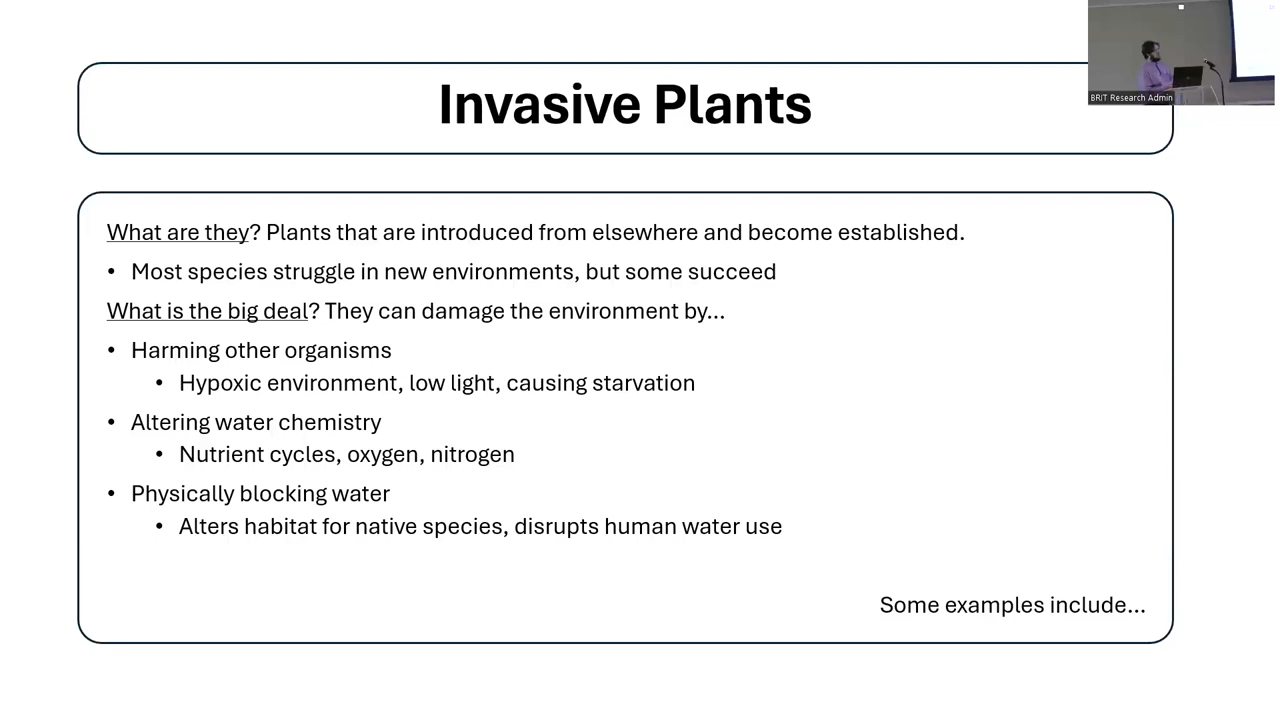 Invasive Plants
BRIT Research Admin
What are they? Plants that are introduced from elsewhere and become established.
• Most species struggle in new environments, but some succeed
What is the big deal? They can damage the environment by...
• Harming other organisms
• Hypoxic environment, low light, causing starvation
• Altering water chemistry
• Nutrient cycles, oxygen, nitrogen
• Physically blocking water
• Alters habitat for native species, disrupts human water use
Some examples include...